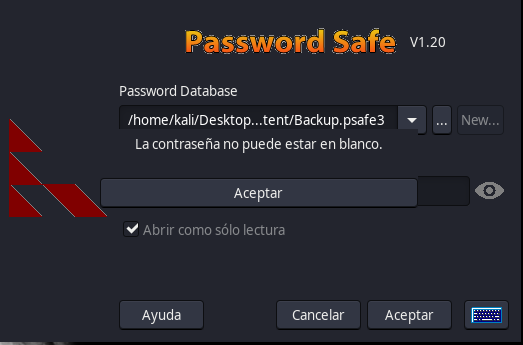 Password Safe V1.20
Password Database
/home/kali/Desktop...tent/Backup.psafe3 ... New...
La contraseña no puede estar en blanco.
Aceptar
Abrir como sólo lectura
Ayuda Cancelar Aceptar